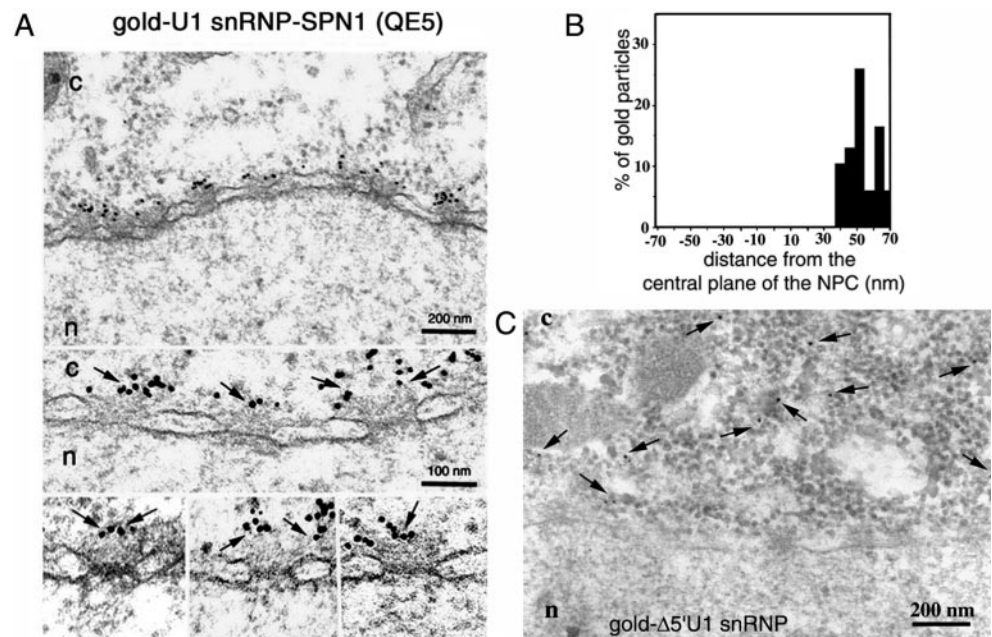 A
gold-U1 snRNP-SPN1 (QE5)
c
n
200 nm
c
n
100 nm
B
% of gold particles
30
20
10
0
-70 -50 -30 -10 10 30 50 70
distance from the
central plane of the NPC (nm)
C
c
n
gold-Δ5'U1 snRNP
200 nm